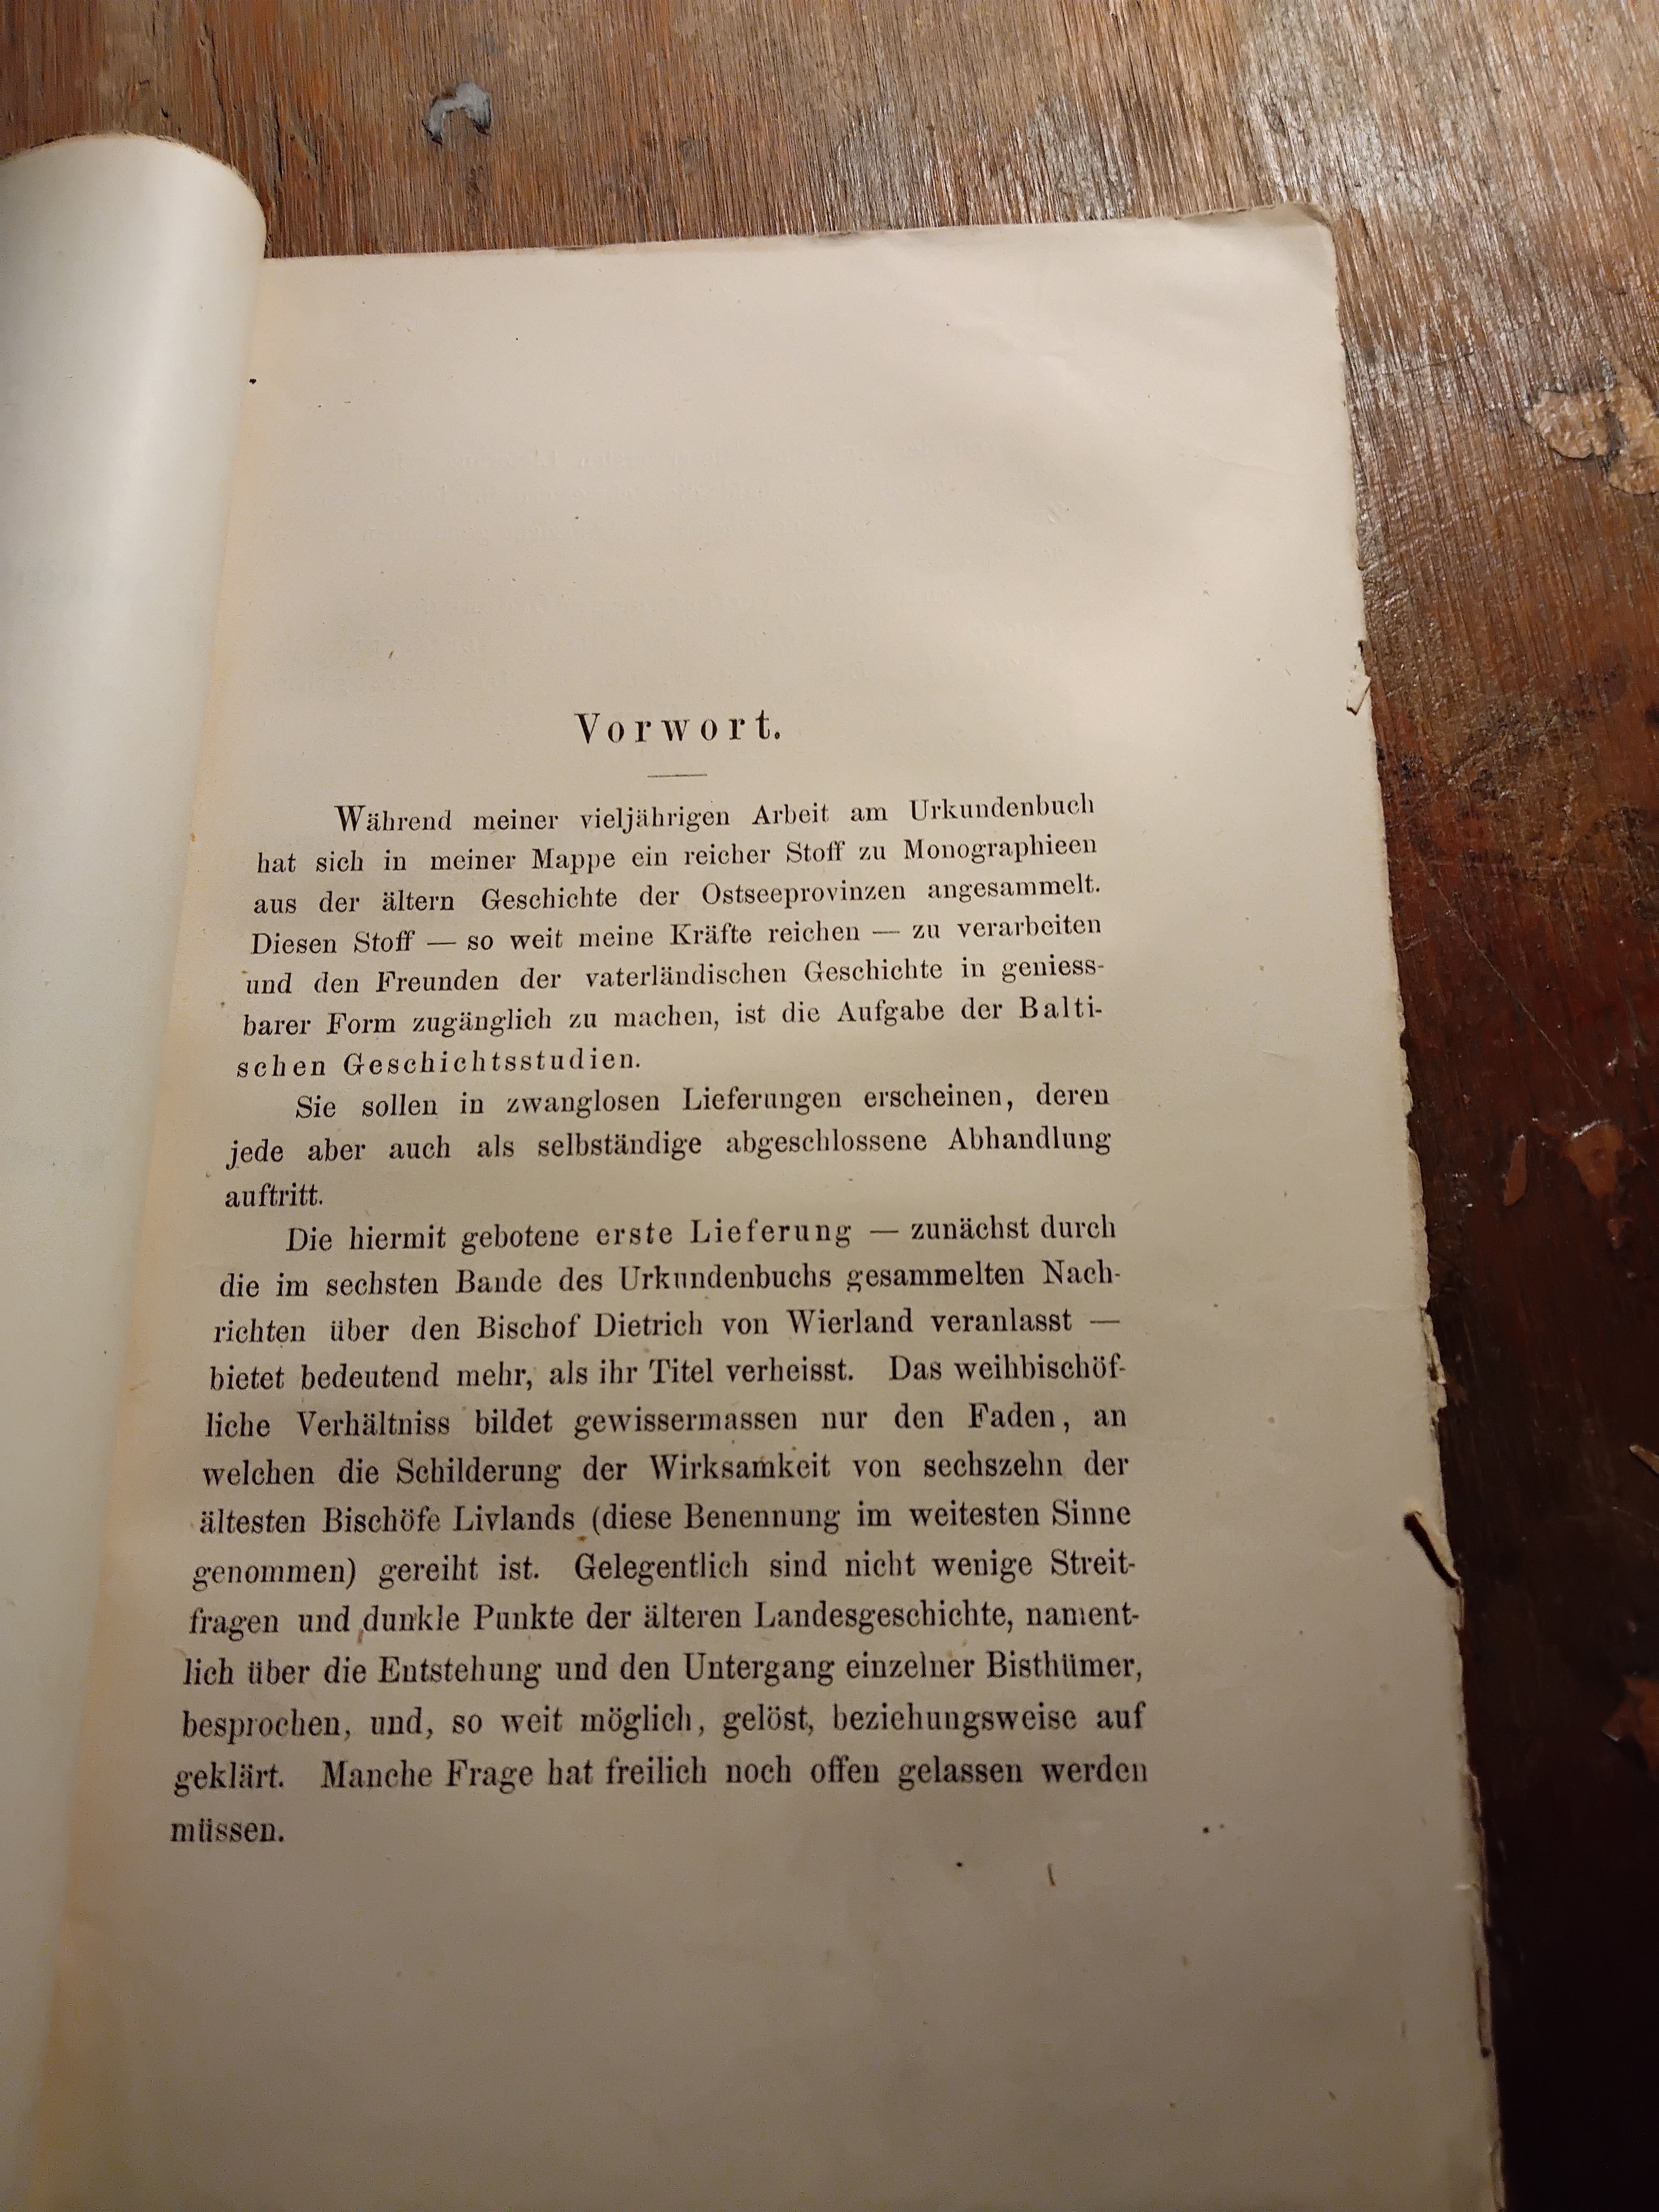 Vorwort.
Während meiner vieljährigen Arbeit am Urkundenbuch
hat sich in meiner Mappe ein reicher Stoff zu Monographieen
aus der ältern Geschichte der Ostseeprovinzen angesammelt.
Diesen Stoff — so weit meine Kräfte reichen — zu verarbeiten
und den Freunden der vaterländischen Geschichte in geniess-
barer Form zugänglich zu machen, ist die Aufgabe der Balti-
schen Geschichtsstudien.
Sie sollen in zwanglosen Lieferungen erscheinen, deren
jede aber auch als selbständige abgeschlossene Abhandlung
auftritt.
Die hiermit gebotene erste Lieferung — zunächst durch
die im sechsten Bande des Urkundenbuchs gesammelten Nach-
richten über den Bischof Dietrich von Wierland veranlasst —
bietet bedeutend mehr, als ihr Titel verheisst. Das weihbischöf-
liche Verhältniss bildet gewissermassen nur den Faden, an
welchen die Schilderung der Wirksamkeit von sechszehn der
ältesten Bischöfe Livlands (diese Benennung im weitesten Sinne
genommen) gereiht ist. Gelegentlich sind nicht wenige Streit-
fragen und dunkle Punkte der älteren Landesgeschichte, nament-
lich über die Entstehung und den Untergang einzelner Bisthümer,
besprochen, und, so weit möglich, gelöst, beziehungsweise auf
geklärt. Manche Frage hat freilich noch offen gelassen werden
müssen.